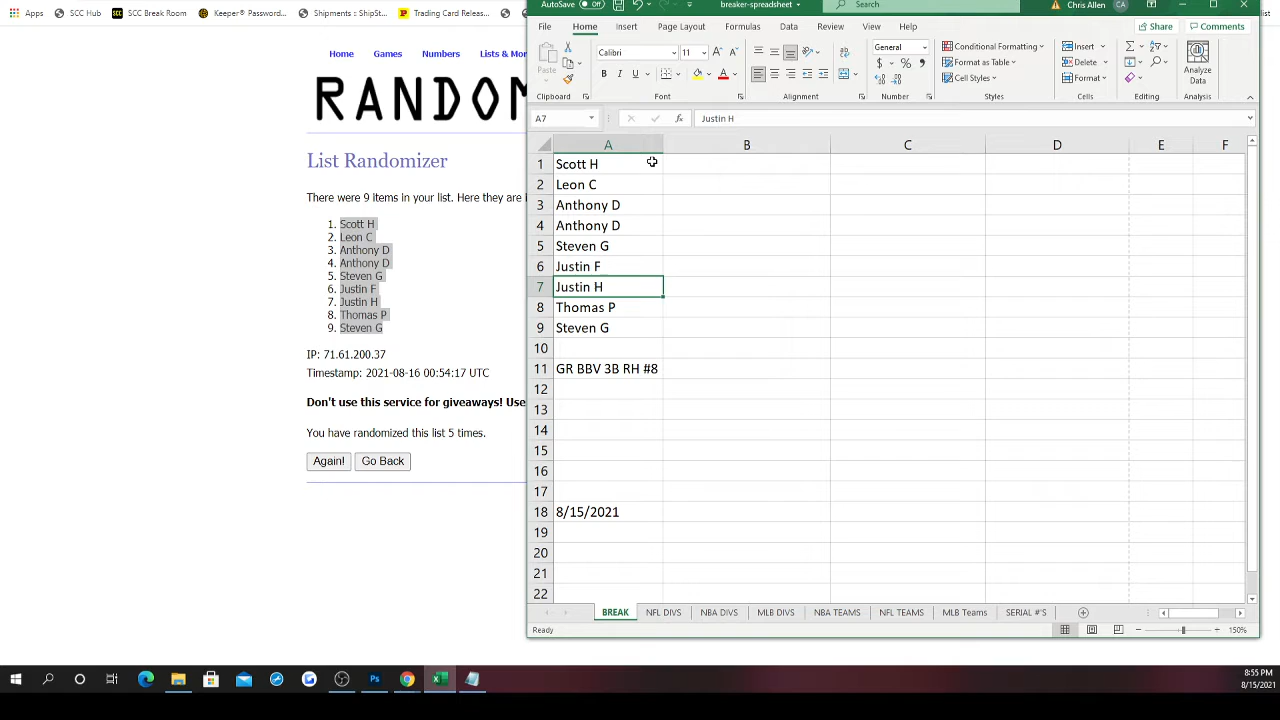 Apps
SCC Hub
SCC Break Room
Keeper® Password...
Shipments :: ShipSt...
Trading Card Releas...
Home
Games
Numbers
Lists & Mor
RANDOM
List Randomizer
There were 9 items in your list. Here they are i
1. Scott H
2. Leon C
3. Anthony D
4. Anthony D
5. Steven G
6. Justin F
7. Justin H
8. Thomas P
9. Steven G
IP: 71.61.200.37
Timestamp: 2021-08-16 00:54:17 UTC
Don't use this service for giveaways! Use
You have randomized this list 5 times.
Again!
Go Back
AutoSave Off
breaker-spreadsheet
Search
Chris Allen CA
File Home Insert Page Layout Formulas Data Review View Help
Share Comments
Paste
Calibri 11
General
Conditional Formatting
Format as Table
Cell Styles
Insert
Delete
Format
Analyze
Data
Clipboard Font Alignment Number Styles Cells Editing Analysis
A7 fx Justin H
A B C D E F
1 Scott H
2 Leon C
3 Anthony D
4 Anthony D
5 Steven G
6 Justin F
7 Justin H
8 Thomas P
9 Steven G
10
11 GR BBV 3B RH #8
12
13
14
15
16
17
18 8/15/2021
19
20
21
22
BREAK NFL DIVS NBA DIVS MLB DIVS NBA TEAMS NFL TEAMS MLB Teams SERIAL #'S
Ready
150%
8:55 PM
8/15/2021